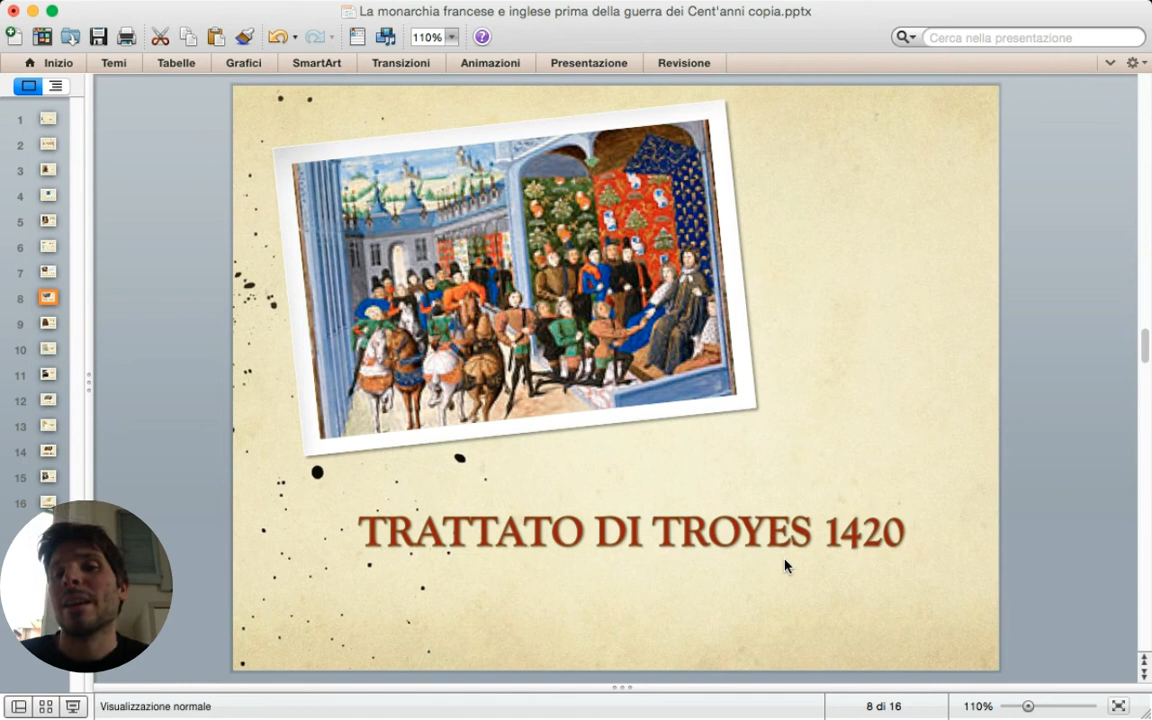 La monarchia francese e inglese prima della guerra dei Cent'anni copia.pptx
110%
Cerca nella presentazione
Inizio
Temi
Tabelle
Grafici
SmartArt
Transizioni
Animazioni
Presentazione
Revisione
1
2
3
4
5
6
7
8
9
10
11
12
13
14
15
16
TRATTATO DI TROYES 1420
Visualizzazione normale
8 di 16
110%